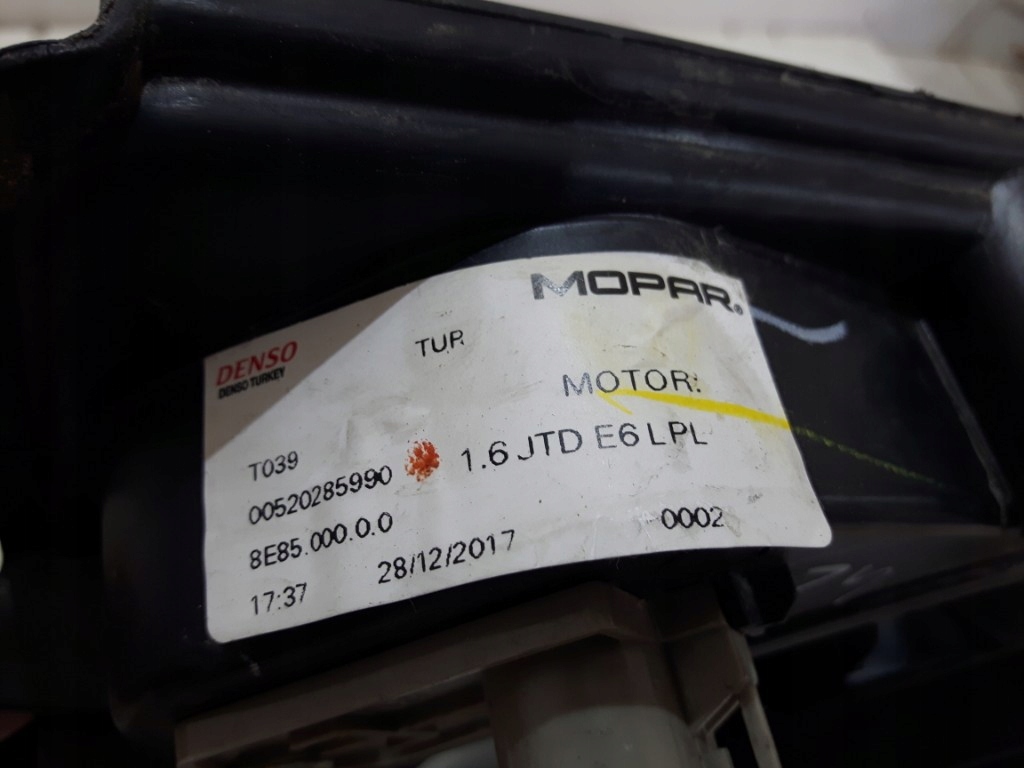 MOPAR®
DENSO
DENSO TURKEY
TUR
MOTOR:
T039
00520285990
1.6 JTD E6 LPL
8E85.000.0.0
0002
17:37
28/12/2017